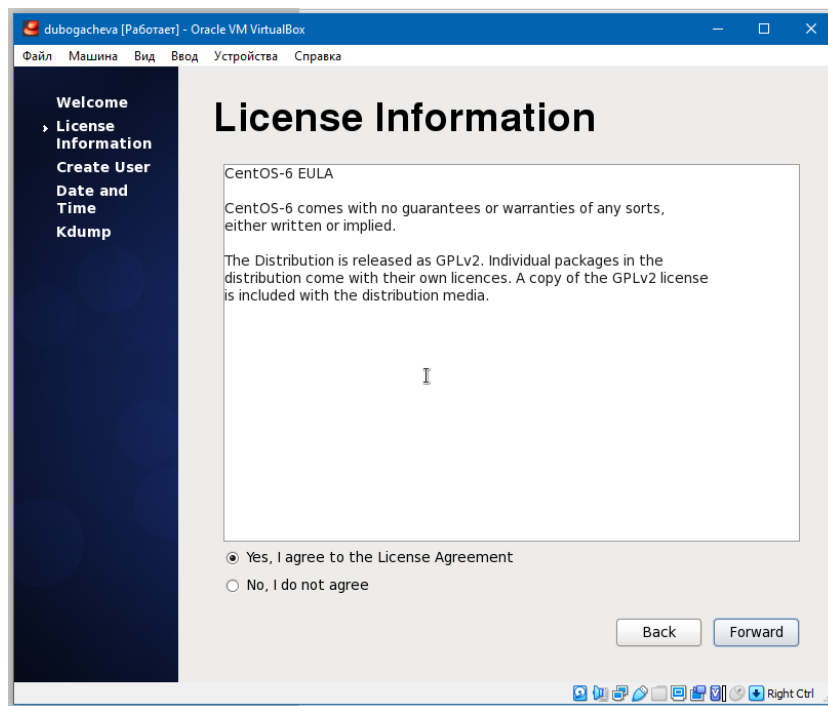 dubogacheva [Работает] - Oracle VM VirtualBox
Файл Машина Вид Ввод Устройства Справка
Welcome
License
Information
Create User
Date and
Time
Kdump
License Information
CentOS-6 EULA
CentOS-6 comes with no guarantees or warranties of any sorts,
either written or implied.
The Distribution is released as GPLv2. Individual packages in the
distribution come with their own licences. A copy of the GPLv2 license
is included with the distribution media.
Yes, I agree to the License Agreement
No, I do not agree
Back Forward
Right Ctrl